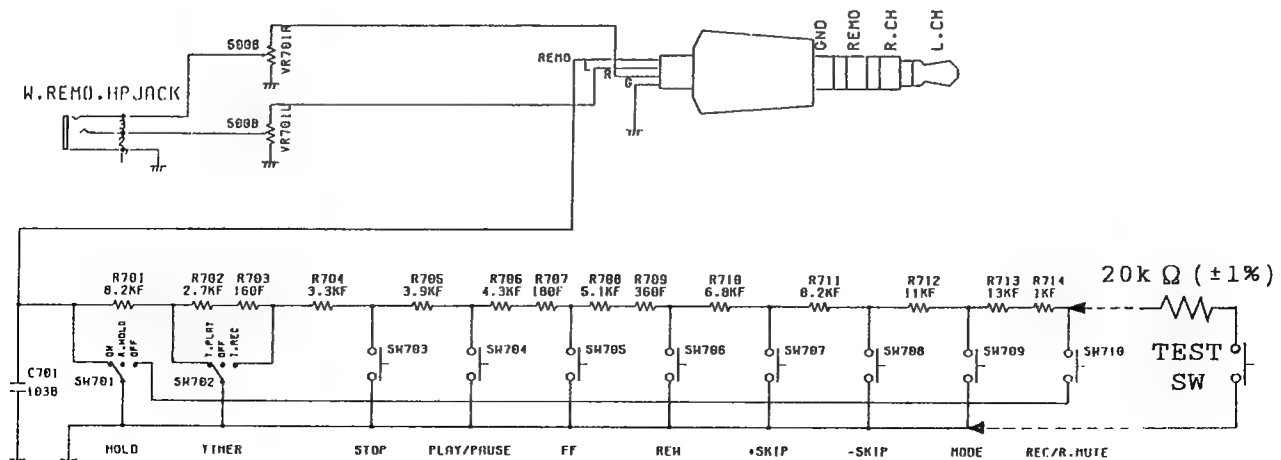 GND
REMO
R.CH
L.CH
500B
VR701R
REMO
L
R
G
W.REMO.HPJACK
500B
VR701L
R701
8.2KF
R702
2.7KF
R703
160F
R704
3.3KF
R705
3.9KF
R706
4.3KF
R707
180F
R708
5.1KF
R709
360F
R710
6.8KF
R711
8.2KF
R712
11KF
R713
13KF
R714
1KF
20k Ω (±1%)
ON
R.HOLD
OFF
T.PLAY
OFF
T.REC
C701
103B
SW701
SW702
SW703
SW704
SW705
SW706
SW707
SW708
SW709
SW710
TEST
SW
HOLD
TIMER
STOP
PLAY/PAUSE
FF
REW
+SKIP
-SKIP
MODE
REC/R.MUTE